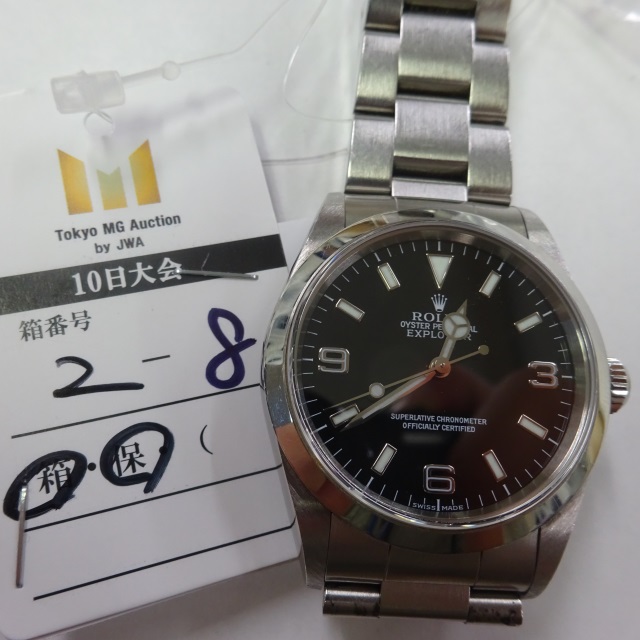 Tokyo MG Auction
by JWA
10日大会
箱番号
2-8
箱・保・(
ROLEX
OYSTER PERPETUAL
EXPLORER
3
9
6
SUPERLATIVE CHRONOMETER
OFFICIALLY CERTIFIED
SWISS MADE